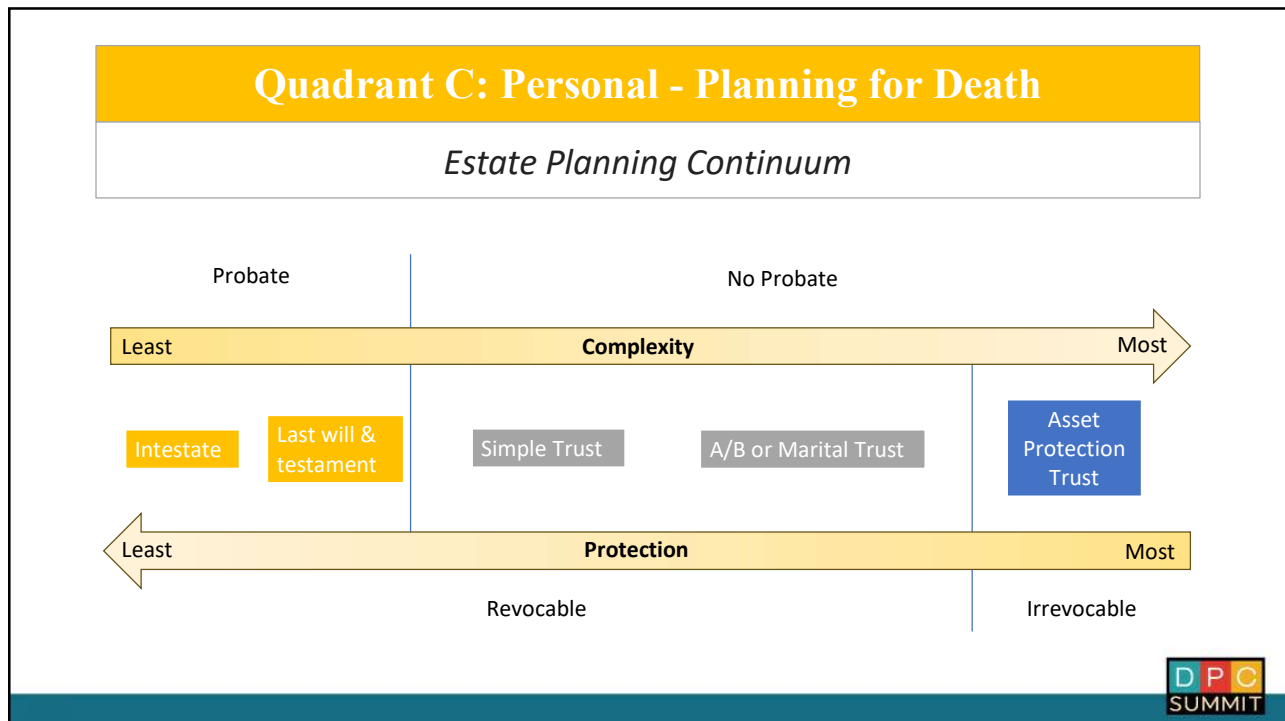 Quadrant C: Personal - Planning for Death
Estate Planning Continuum
Probate
No Probate
Least
Complexity
Most
Intestate
Last will &
testament
Simple Trust
A/B or Marital Trust
Asset
Protection
Trust
Least
Protection
Most
Revocable
Irrevocable
DPC
SUMMIT